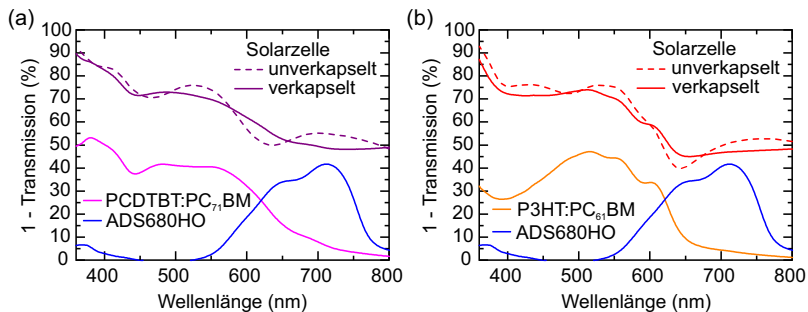 (a)
1 - Transmission (%)
100
90
80
70
60
50
40
30
20
10
0
Solarzelle
unverkapselt
verkapselt
PCDTBT:PC₇₁BM
ADS680HO
400 500 600 700 800
Wellenlänge (nm)
(b)
1 - Transmission (%)
100
90
80
70
60
50
40
30
20
10
0
Solarzelle
unverkapselt
verkapselt
P3HT:PC₆₁BM
ADS680HO
400 500 600 700 800
Wellenlänge (nm)